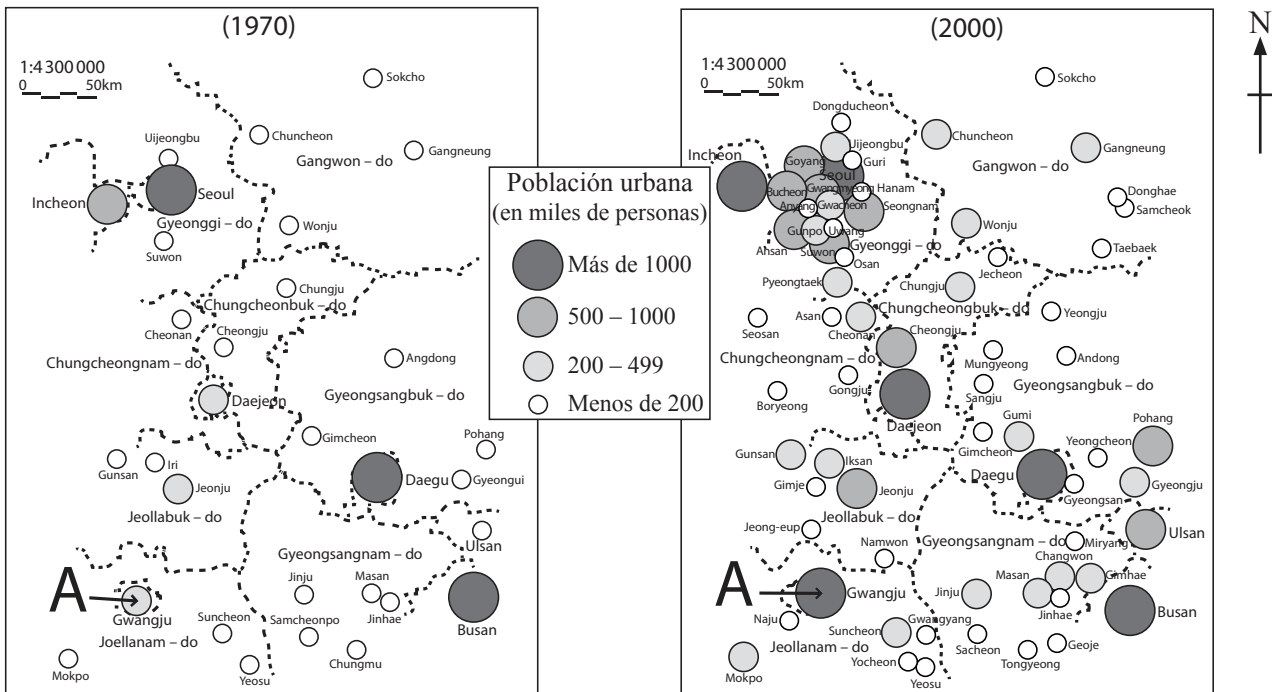 (1970)
1:4 300 000
0 50km
Sokcho
Uijeongbu
Chuncheon
Gangwon – do
Gangneung
Incheon
Seoul
Gyeonggi – do
Suwon
Wonju
Chungju
Chungcheonbuk – do
Cheonan
Cheongju
Chungcheongnam – do
Angdong
Daejeon
Gyeongsangbuk – do
Gimcheon
Pohang
Gunsan
Iri
Jeonju
Daegu
Gyeongui
Jeollabuk – do
Ulsan
Gyeongsangnam – do
A
Gwangju
Jinju
Masan
Jinhae
Busan
Joellanam – do
Suncheon
Samcheonpo
Chungmu
Mokpo
Yeosu
Población urbana
(en miles de personas)
Más de 1000
500 – 1000
200 – 499
Menos de 200
(2000)
1:4 300 000
0 50km
Sokcho
Dongducheon
Chuncheon
Gangneung
Incheon
Uijeongbu
Goyang
Guri
Seoul
Gangwon – do
Bucheon
Gwangmyeong
Hanam
Anyang
Gwacheon
Seongnam
Donghae
Samcheok
Gunpo
Uwang
Wonju
Ahsan
Suwon
Gyeonggi – do
Osan
Taebaek
Jecheon
Pyeongtaek
Chungju
Chungcheongbuk – do
Seosan
Asan
Cheonan
Cheongju
Yeongju
Chungcheongnam – do
Mungyeong
Andong
Gongju
Boryeong
Sangju
Gyeongsangbuk – do
Daejeon
Gumi
Pohang
Gimcheon
Yeongcheon
Gunsan
Iksan
Daegu
Gimje
Jeonju
Gyeongsan
Gyeongju
Jeollabuk – do
Jeong-eup
Namwon
Gyeongsangnam – do
Miryang
Ulsan
Changwon
A
Gwangju
Masan
Gimhae
Jinju
Jinhae
Busan
Naju
Suncheon
Gwangyang
Jeollanam – do
Sacheon
Geoje
Tongyeong
Mokpo
Yocheon
Yeosu
N